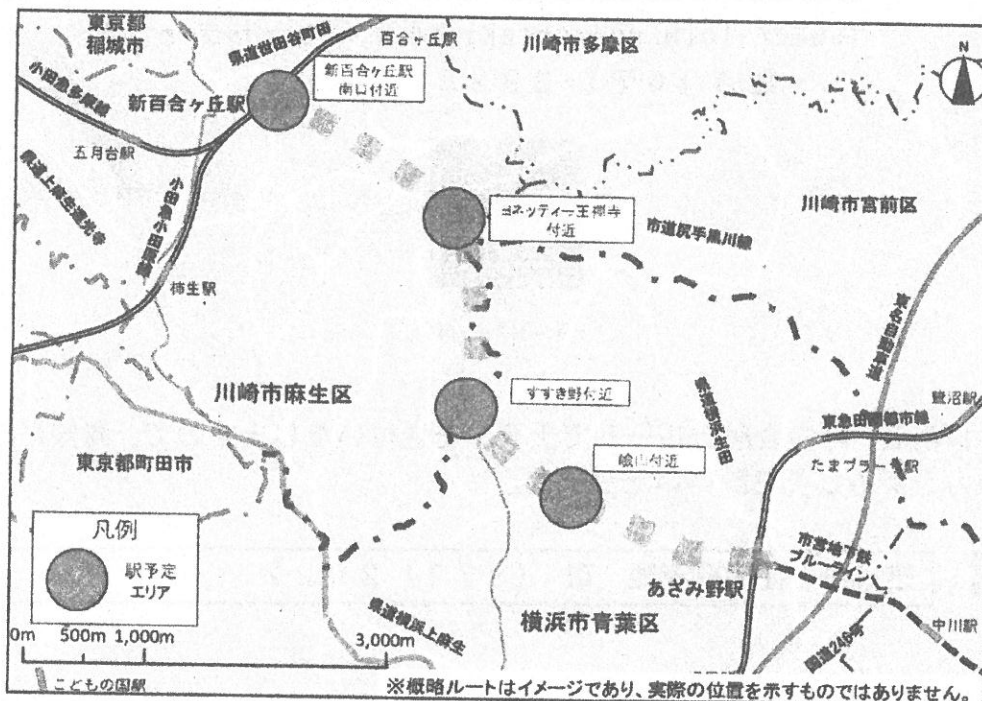 東京都
稲城市
県道世田谷町田
百合ヶ丘駅
川崎市多摩区
N
小田急多摩線
新百合ヶ丘駅
新百合ヶ丘駅
南口付近
五月台駅
県道上麻生連光寺
小田急小田原線
柿生駅
ヨネッティー王禅寺
付近
川崎市宮前区
市道尻手黒川線
東名自動車道
川崎市麻生区
すすき野付近
県道横浜生田
鷺沼駅
東急田園都市線
東京都町田市
嶮山付近
たまプラーザ駅
凡例
駅予定
エリア
市営地下鉄
ブルーライン
あざみ野駅
0m 500m 1,000m
3,000m
県道横浜上麻生
横浜市青葉区
国道246号
中川駅
こどもの国駅
※概略ルートはイメージであり、実際の位置を示すものではありません。